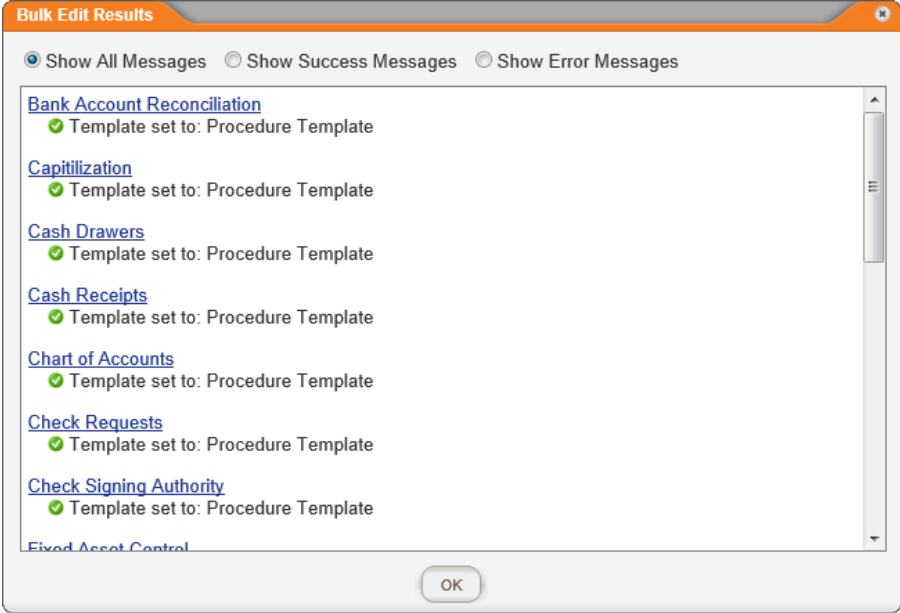 Bulk Edit Results
Show All Messages Show Success Messages Show Error Messages
Bank Account Reconciliation
Template set to: Procedure Template
Capitilization
Template set to: Procedure Template
Cash Drawers
Template set to: Procedure Template
Cash Receipts
Template set to: Procedure Template
Chart of Accounts
Template set to: Procedure Template
Check Requests
Template set to: Procedure Template
Check Signing Authority
Template set to: Procedure Template
Fixed Asset Control
OK